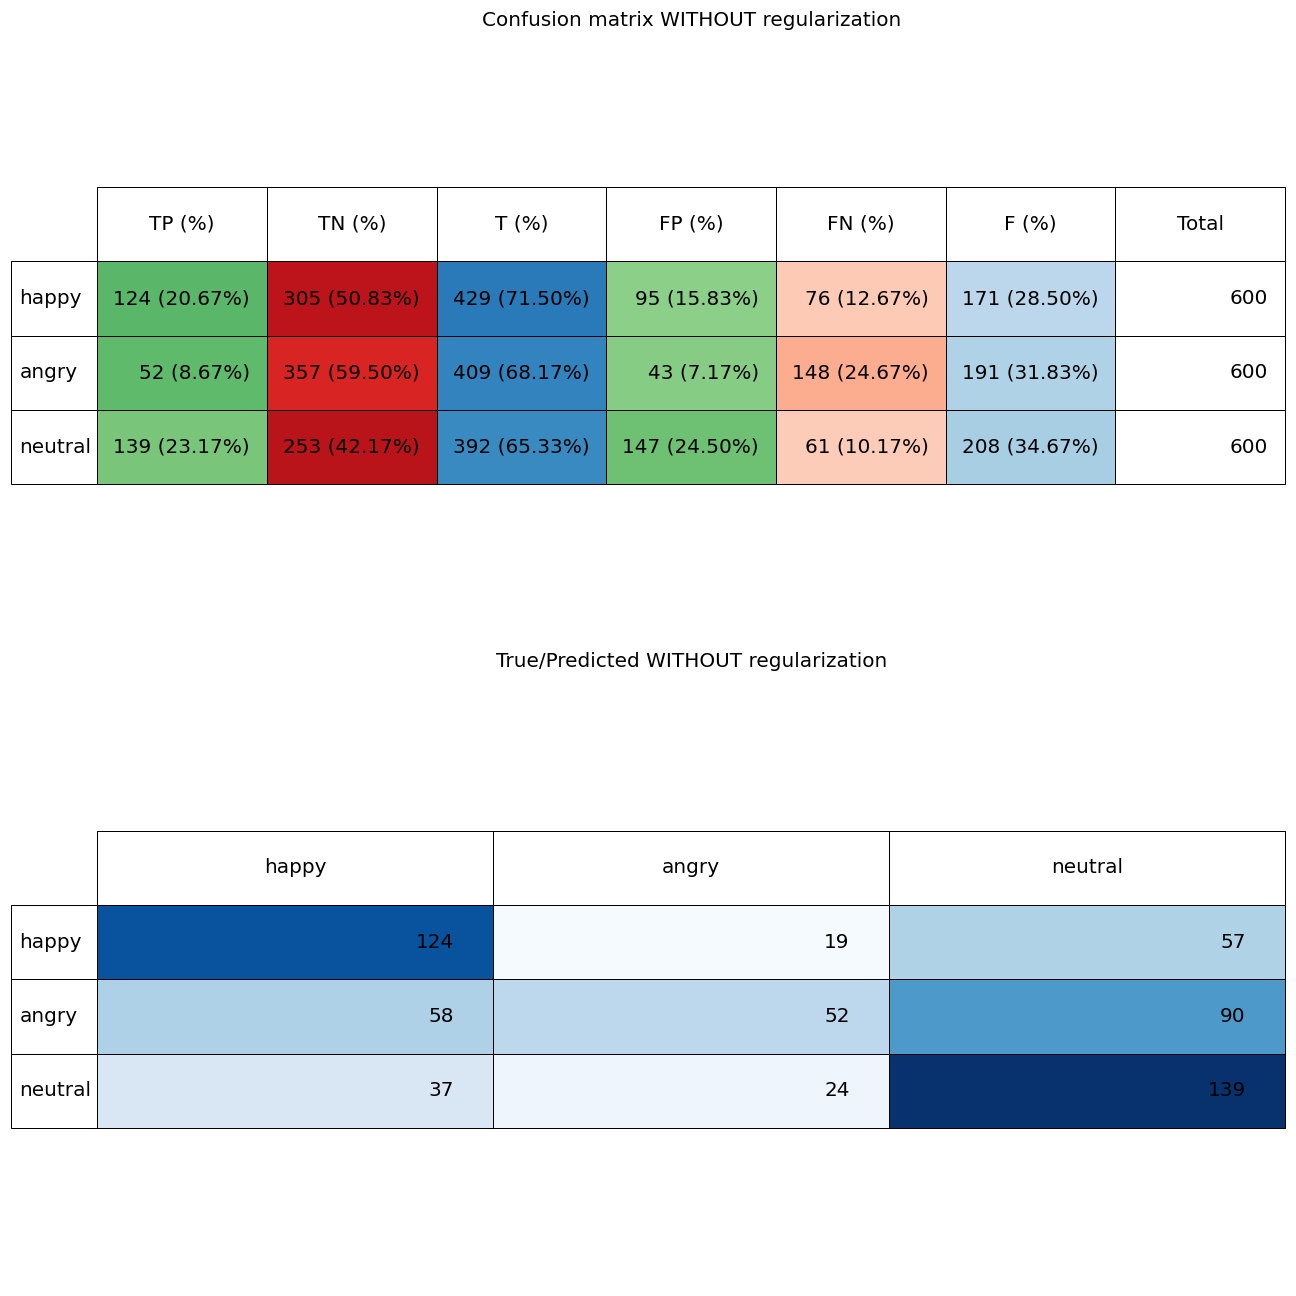 Confusion matrix WITHOUT regularization
TP (%) TN (%) T (%) FP (%) FN (%) F (%) Total
happy 124 (20.67%) 305 (50.83%) 429 (71.50%) 95 (15.83%) 76 (12.67%) 171 (28.50%) 600
angry 52 (8.67%) 357 (59.50%) 409 (68.17%) 43 (7.17%) 148 (24.67%) 191 (31.83%) 600
neutral 139 (23.17%) 253 (42.17%) 392 (65.33%) 147 (24.50%) 61 (10.17%) 208 (34.67%) 600
True/Predicted WITHOUT regularization
happy angry neutral
happy 124 19 57
angry 58 52 90
neutral 37 24 139